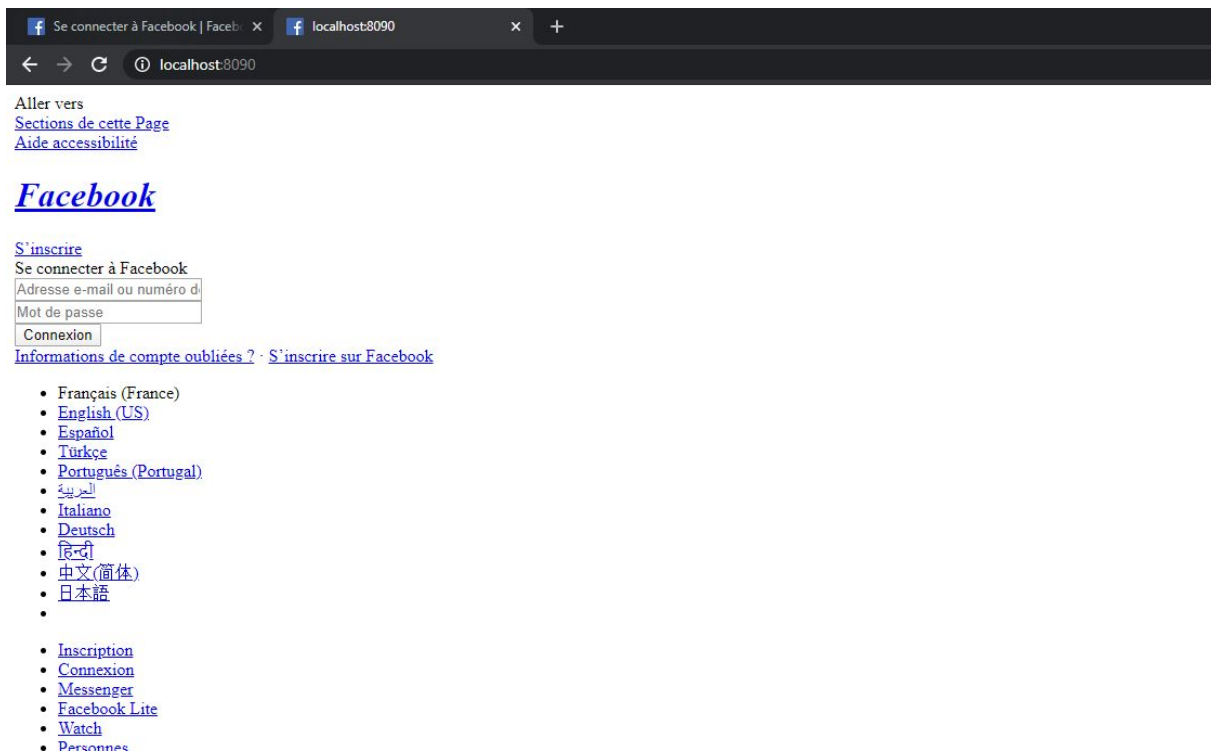 Se connecter à Facebook | Faceb
localhost:8090
localhost:8090
Aller vers
Sections de cette Page
Aide accessibilité
Facebook
S'inscrire
Se connecter à Facebook
Adresse e-mail ou numéro d
Mot de passe
Connexion
Informations de compte oubliées ? · S'inscrire sur Facebook
Français (France)
English (US)
Español
Türkçe
Português (Portugal)
العربية
Italiano
Deutsch
हिन्दी
中文(简体)
日本語
Inscription
Connexion
Messenger
Facebook Lite
Watch
Personnes